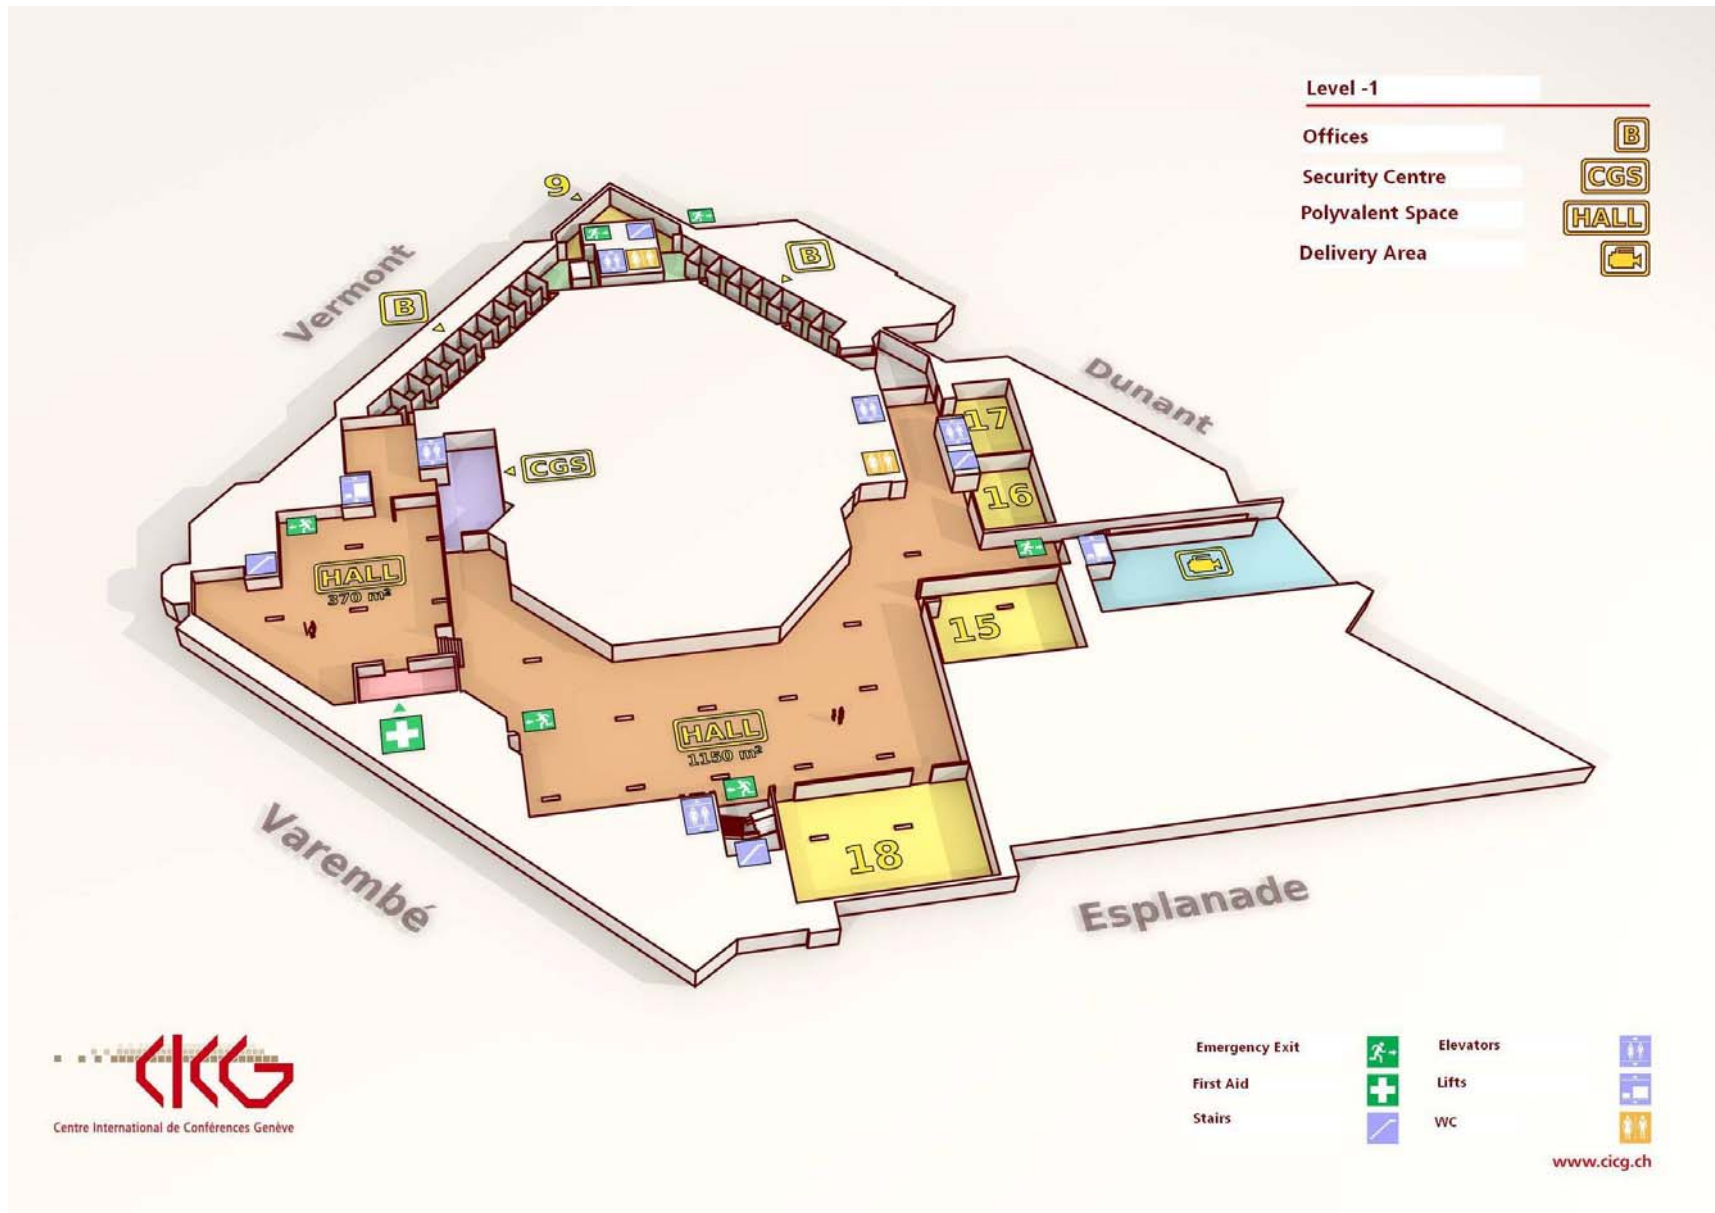 Level -1
Offices B
Security Centre CGS
Polyvalent Space HALL
Delivery Area
9
B
Vermont
B
Dunant
17
CGS
16
HALL
370 m²
15
HALL
1150 m²
18
Varembé
Esplanade
CICG
Centre International de Conférences Genève
Emergency Exit
Elevators
First Aid
Lifts
Stairs
WC
www.cicg.ch